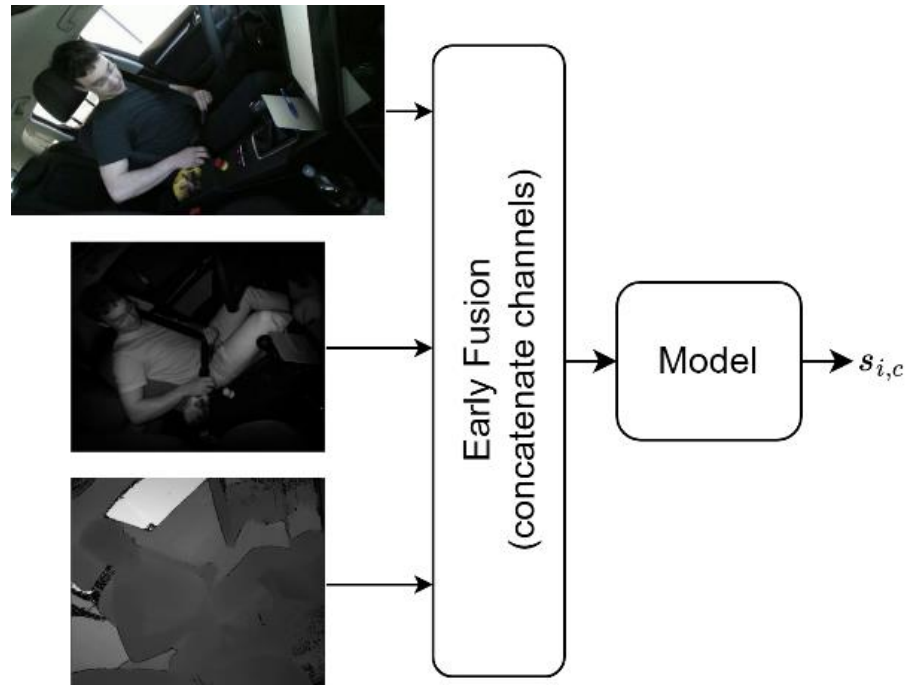 Early Fusion
(concatenate channels)
Model
s_{i,c}